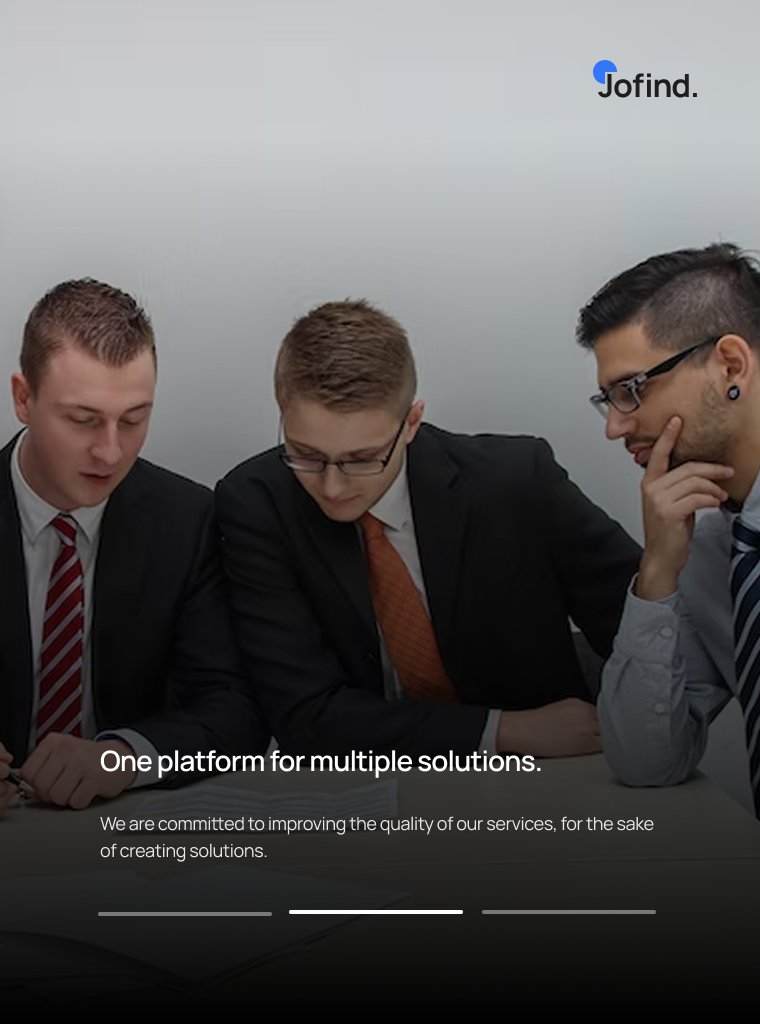 Jofind.
One platform for multiple solutions.
We are committed to improving the quality of our services, for the sake
of creating solutions.